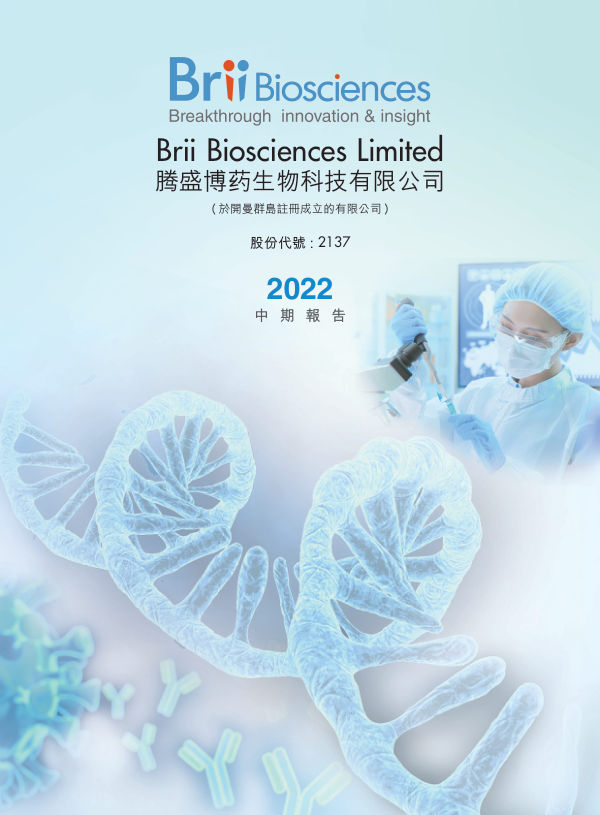 Brii Biosciences
Breakthrough innovation & insight
Brii Biosciences Limited
腾盛博药生物科技有限公司
(於開曼群島註冊成立的有限公司)
股份代號 : 2137
2022
中期報告